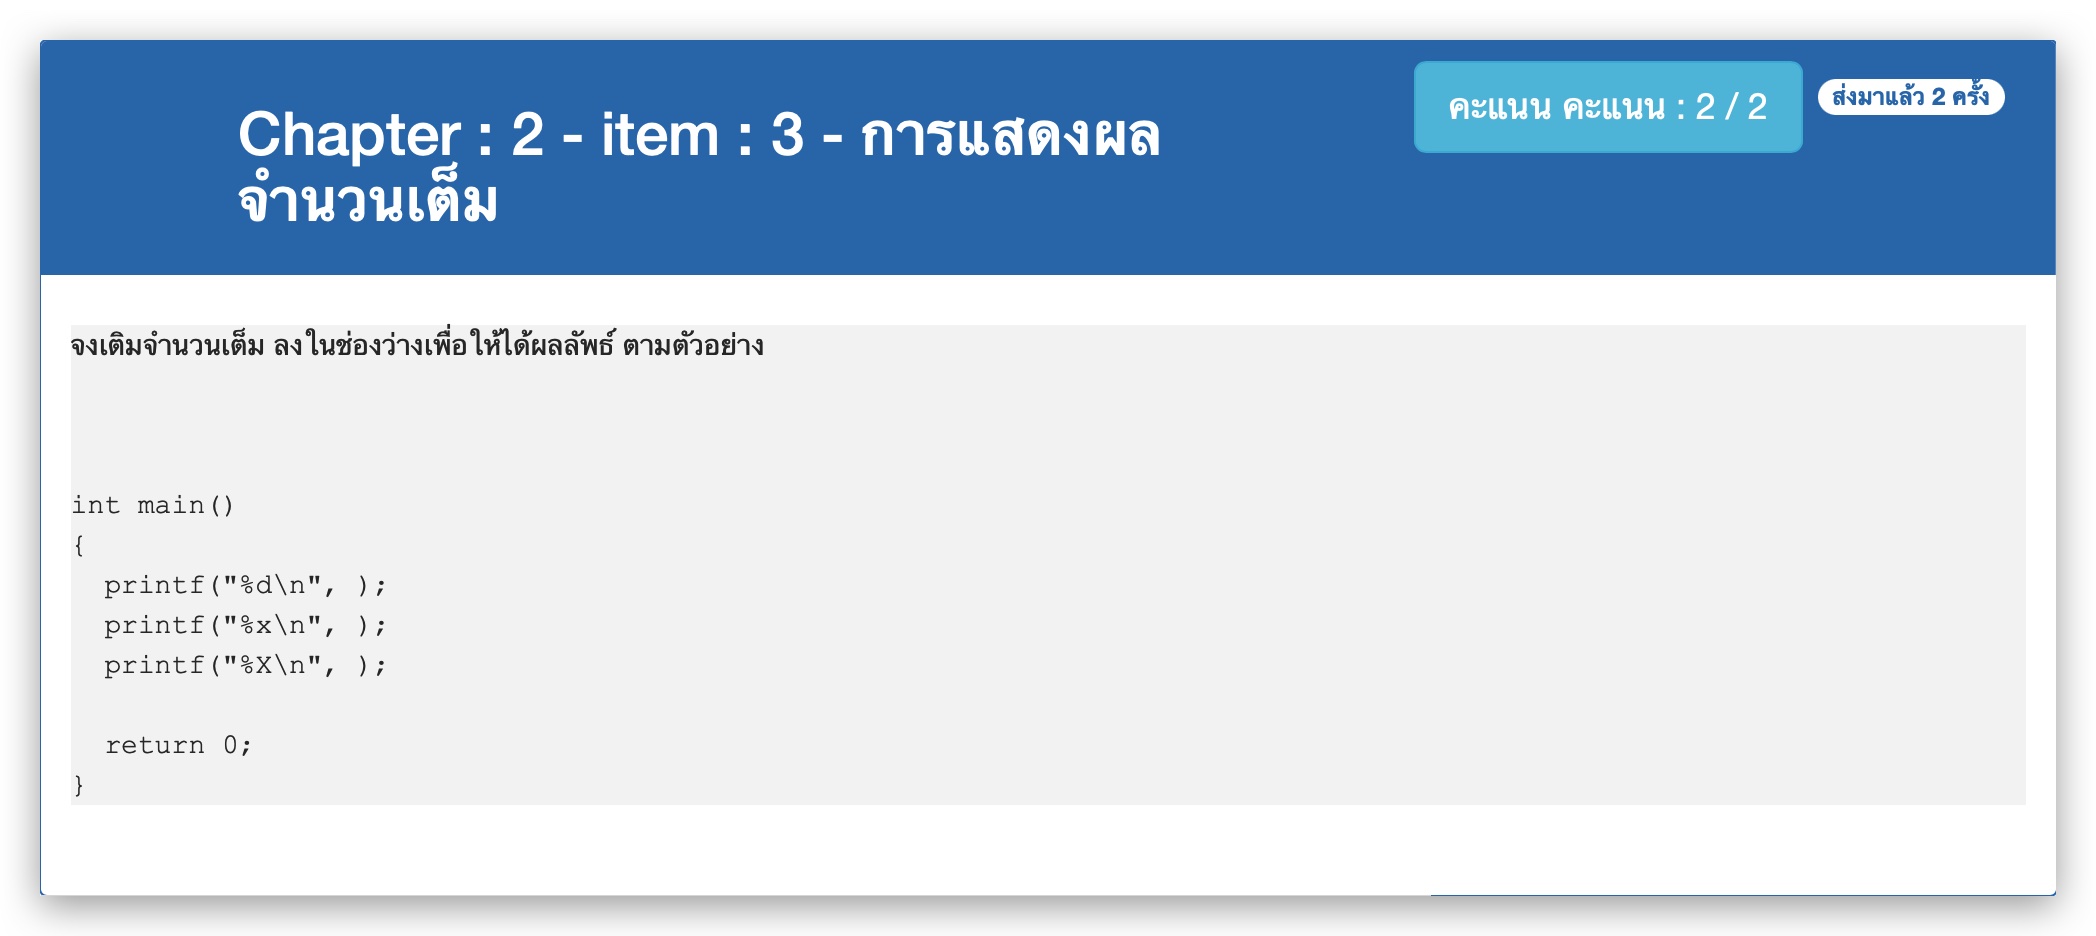 Chapter : 2 - item : 3 - การแสดงผล
จำนวนเต็ม
คะแนน คะแนน : 2 / 2
ส่งมาแล้ว 2 ครั้ง
จงเติมจำนวนเต็ม ลงในช่องว่างเพื่อให้ได้ผลลัพธ์ ตามตัวอย่าง
int main()
{
  printf("%d\n", );
  printf("%x\n", );
  printf("%X\n", );
  return 0;
}